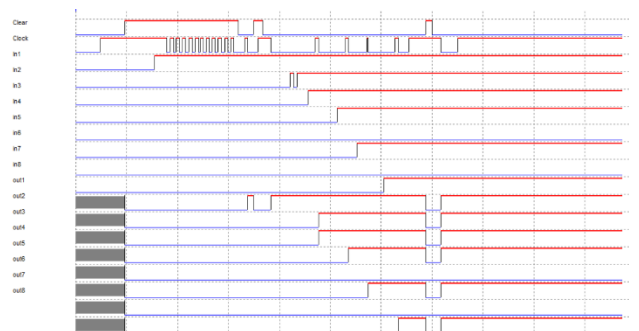 Clear
Clock
in1
in2
in3
in4
in5
in6
in7
in8
out1
out2
out3
out4
out5
out6
out7
out8